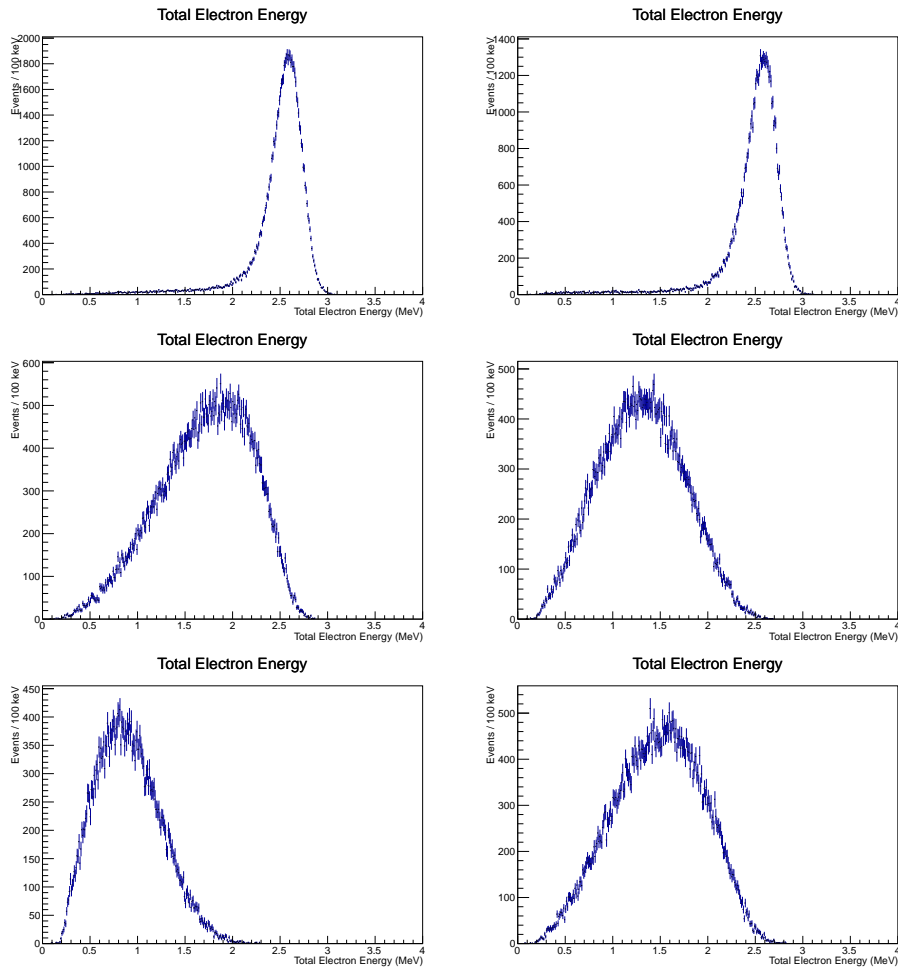 Total Electron Energy
Events / 100 keV
2000
1800
1600
1400
1200
1000
800
600
400
200
0
0 0.5 1 1.5 2 2.5 3 3.5 4
Total Electron Energy (MeV)
Total Electron Energy
Events / 100 keV
1400
1200
1000
800
600
400
200
0
0 0.5 1 1.5 2 2.5 3 3.5 4
Total Electron Energy (MeV)
Total Electron Energy
Events / 100 keV
600
500
400
300
200
100
0
0 0.5 1 1.5 2 2.5 3 3.5 4
Total Electron Energy (MeV)
Total Electron Energy
Events / 100 keV
500
400
300
200
100
0
0 0.5 1 1.5 2 2.5 3 3.5 4
Total Electron Energy (MeV)
Total Electron Energy
Events / 100 keV
450
400
350
300
250
200
150
100
50
0
0 0.5 1 1.5 2 2.5 3 3.5 4
Total Electron Energy (MeV)
Total Electron Energy
Events / 100 keV
500
400
300
200
100
0
0 0.5 1 1.5 2 2.5 3 3.5 4
Total Electron Energy (MeV)